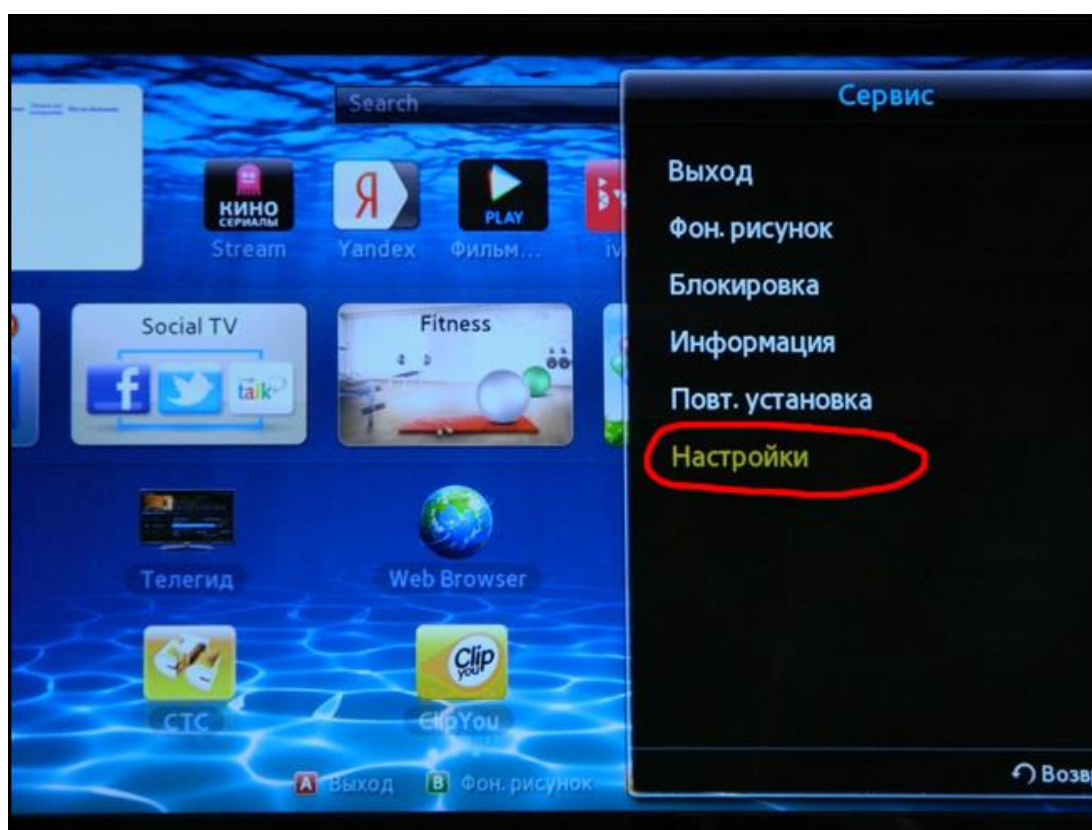 Search
Сервис
Выход
Фон. рисунок
Блокировка
Информация
Повт. установка
Настройки
КИНО
СЕРИАЛЫ
Я
PLAY
Stream
Yandex
Фильм...
Social TV
Fitness
f
talk
Телегид
Web Browser
Clip
you
СТС
ClipYou
A Выход
B Фон. рисунок